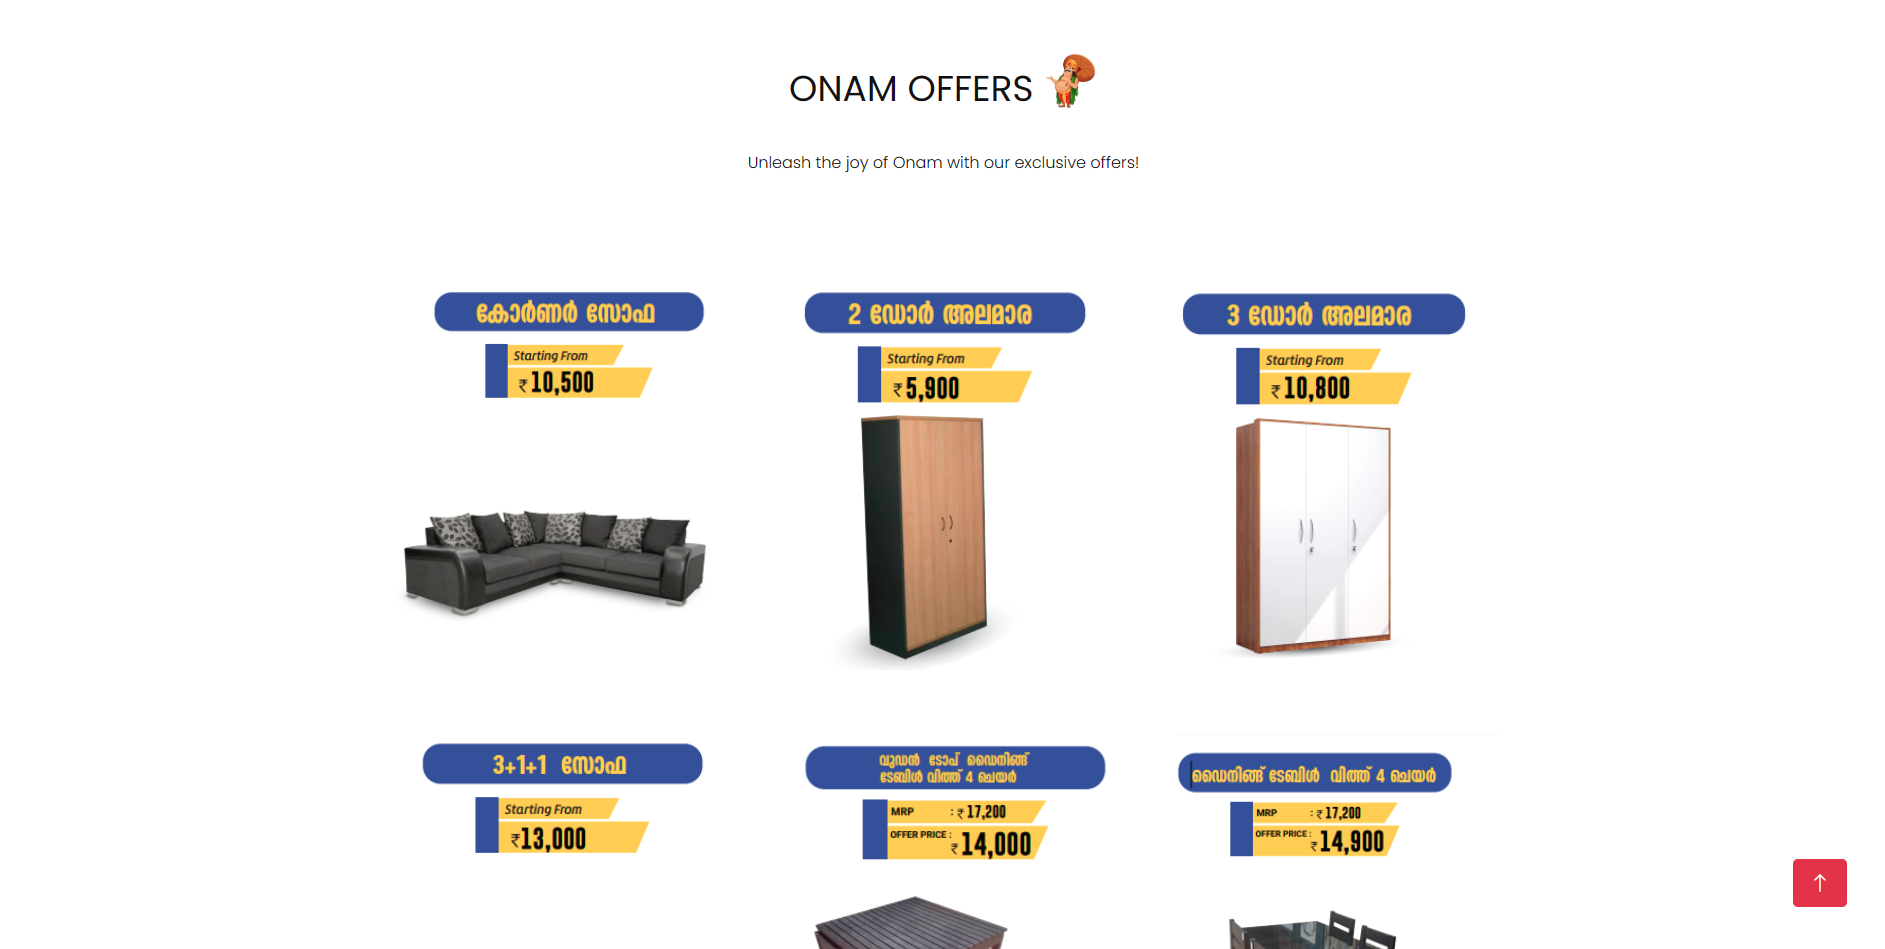 ONAM OFFERS
Unleash the joy of Onam with our exclusive offers!
കോർണർ സോഫ
Starting From
₹ 10,500
2 ഡോർ അലമാര
Starting From
₹ 5,900
3 ഡോർ അലമാര
Starting From
₹ 10,800
3+1+1 സോഫ
Starting From
₹13,000
വുഡൻ ടോപ് ഡൈനിങ്ങ്
ടേബിൾ വിത്ത് 4 ചെയർ
MRP : ₹ 17,200
OFFER PRICE :
₹ 14,000
ഡൈനിങ്ങ് ടേബിൾ വിത്ത് 4 ചെയർ
MRP : ₹ 17,200
OFFER PRICE :
₹ 14,900